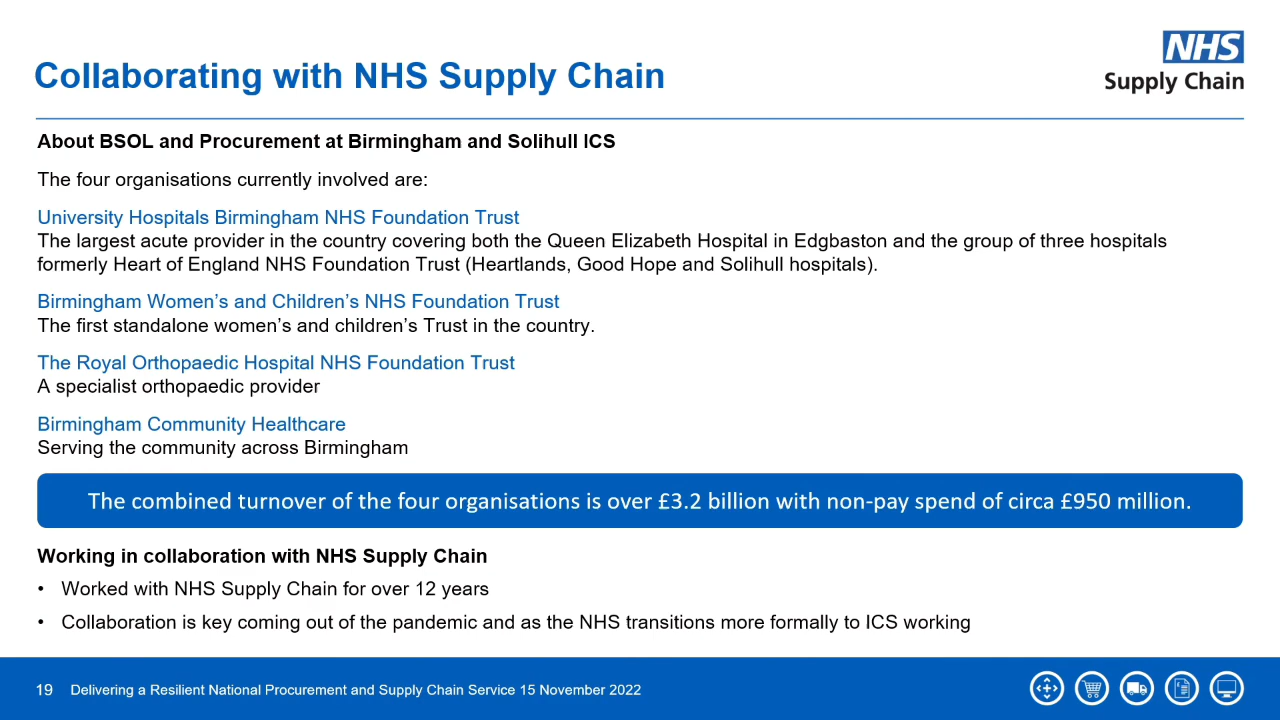 NHS
Supply Chain
Collaborating with NHS Supply Chain
About BSOL and Procurement at Birmingham and Solihull ICS
The four organisations currently involved are:
University Hospitals Birmingham NHS Foundation Trust
The largest acute provider in the country covering both the Queen Elizabeth Hospital in Edgbaston and the group of three hospitals
formerly Heart of England NHS Foundation Trust (Heartlands, Good Hope and Solihull hospitals).
Birmingham Women’s and Children’s NHS Foundation Trust
The first standalone women’s and children’s Trust in the country.
The Royal Orthopaedic Hospital NHS Foundation Trust
A specialist orthopaedic provider
Birmingham Community Healthcare
Serving the community across Birmingham
The combined turnover of the four organisations is over £3.2 billion with non-pay spend of circa £950 million.
Working in collaboration with NHS Supply Chain
• Worked with NHS Supply Chain for over 12 years
• Collaboration is key coming out of the pandemic and as the NHS transitions more formally to ICS working
19 Delivering a Resilient National Procurement and Supply Chain Service 15 November 2022